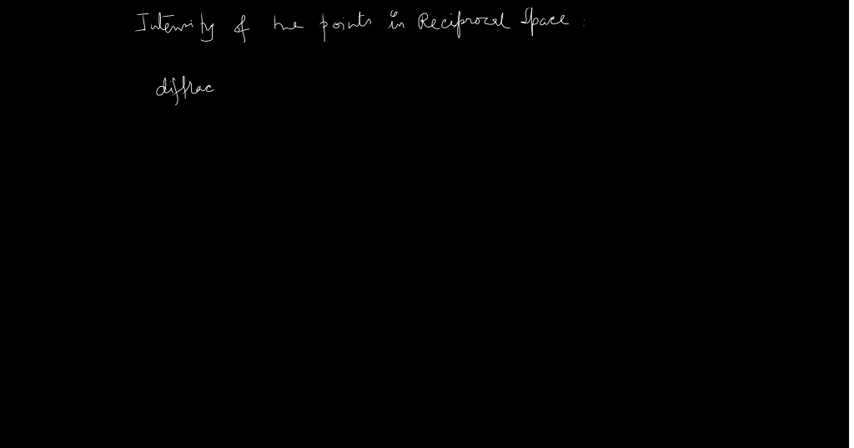 Intensity of the points in Reciprocal Space :
diffrac